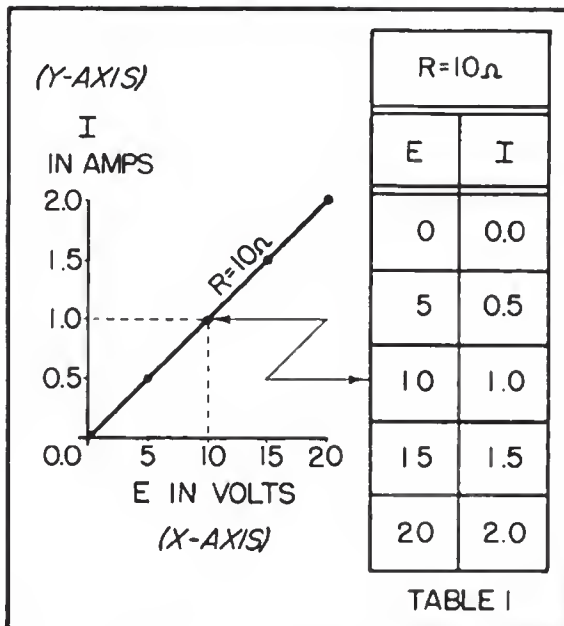 (Y-AXIS)
I
IN AMPS
2.0
1.5
1.0
0.5
0.0
5 10 15 20
R=10Ω
E IN VOLTS
(X-AXIS)
R=10Ω
E I
0 0.0
5 0.5
10 1.0
15 1.5
20 2.0
TABLE I